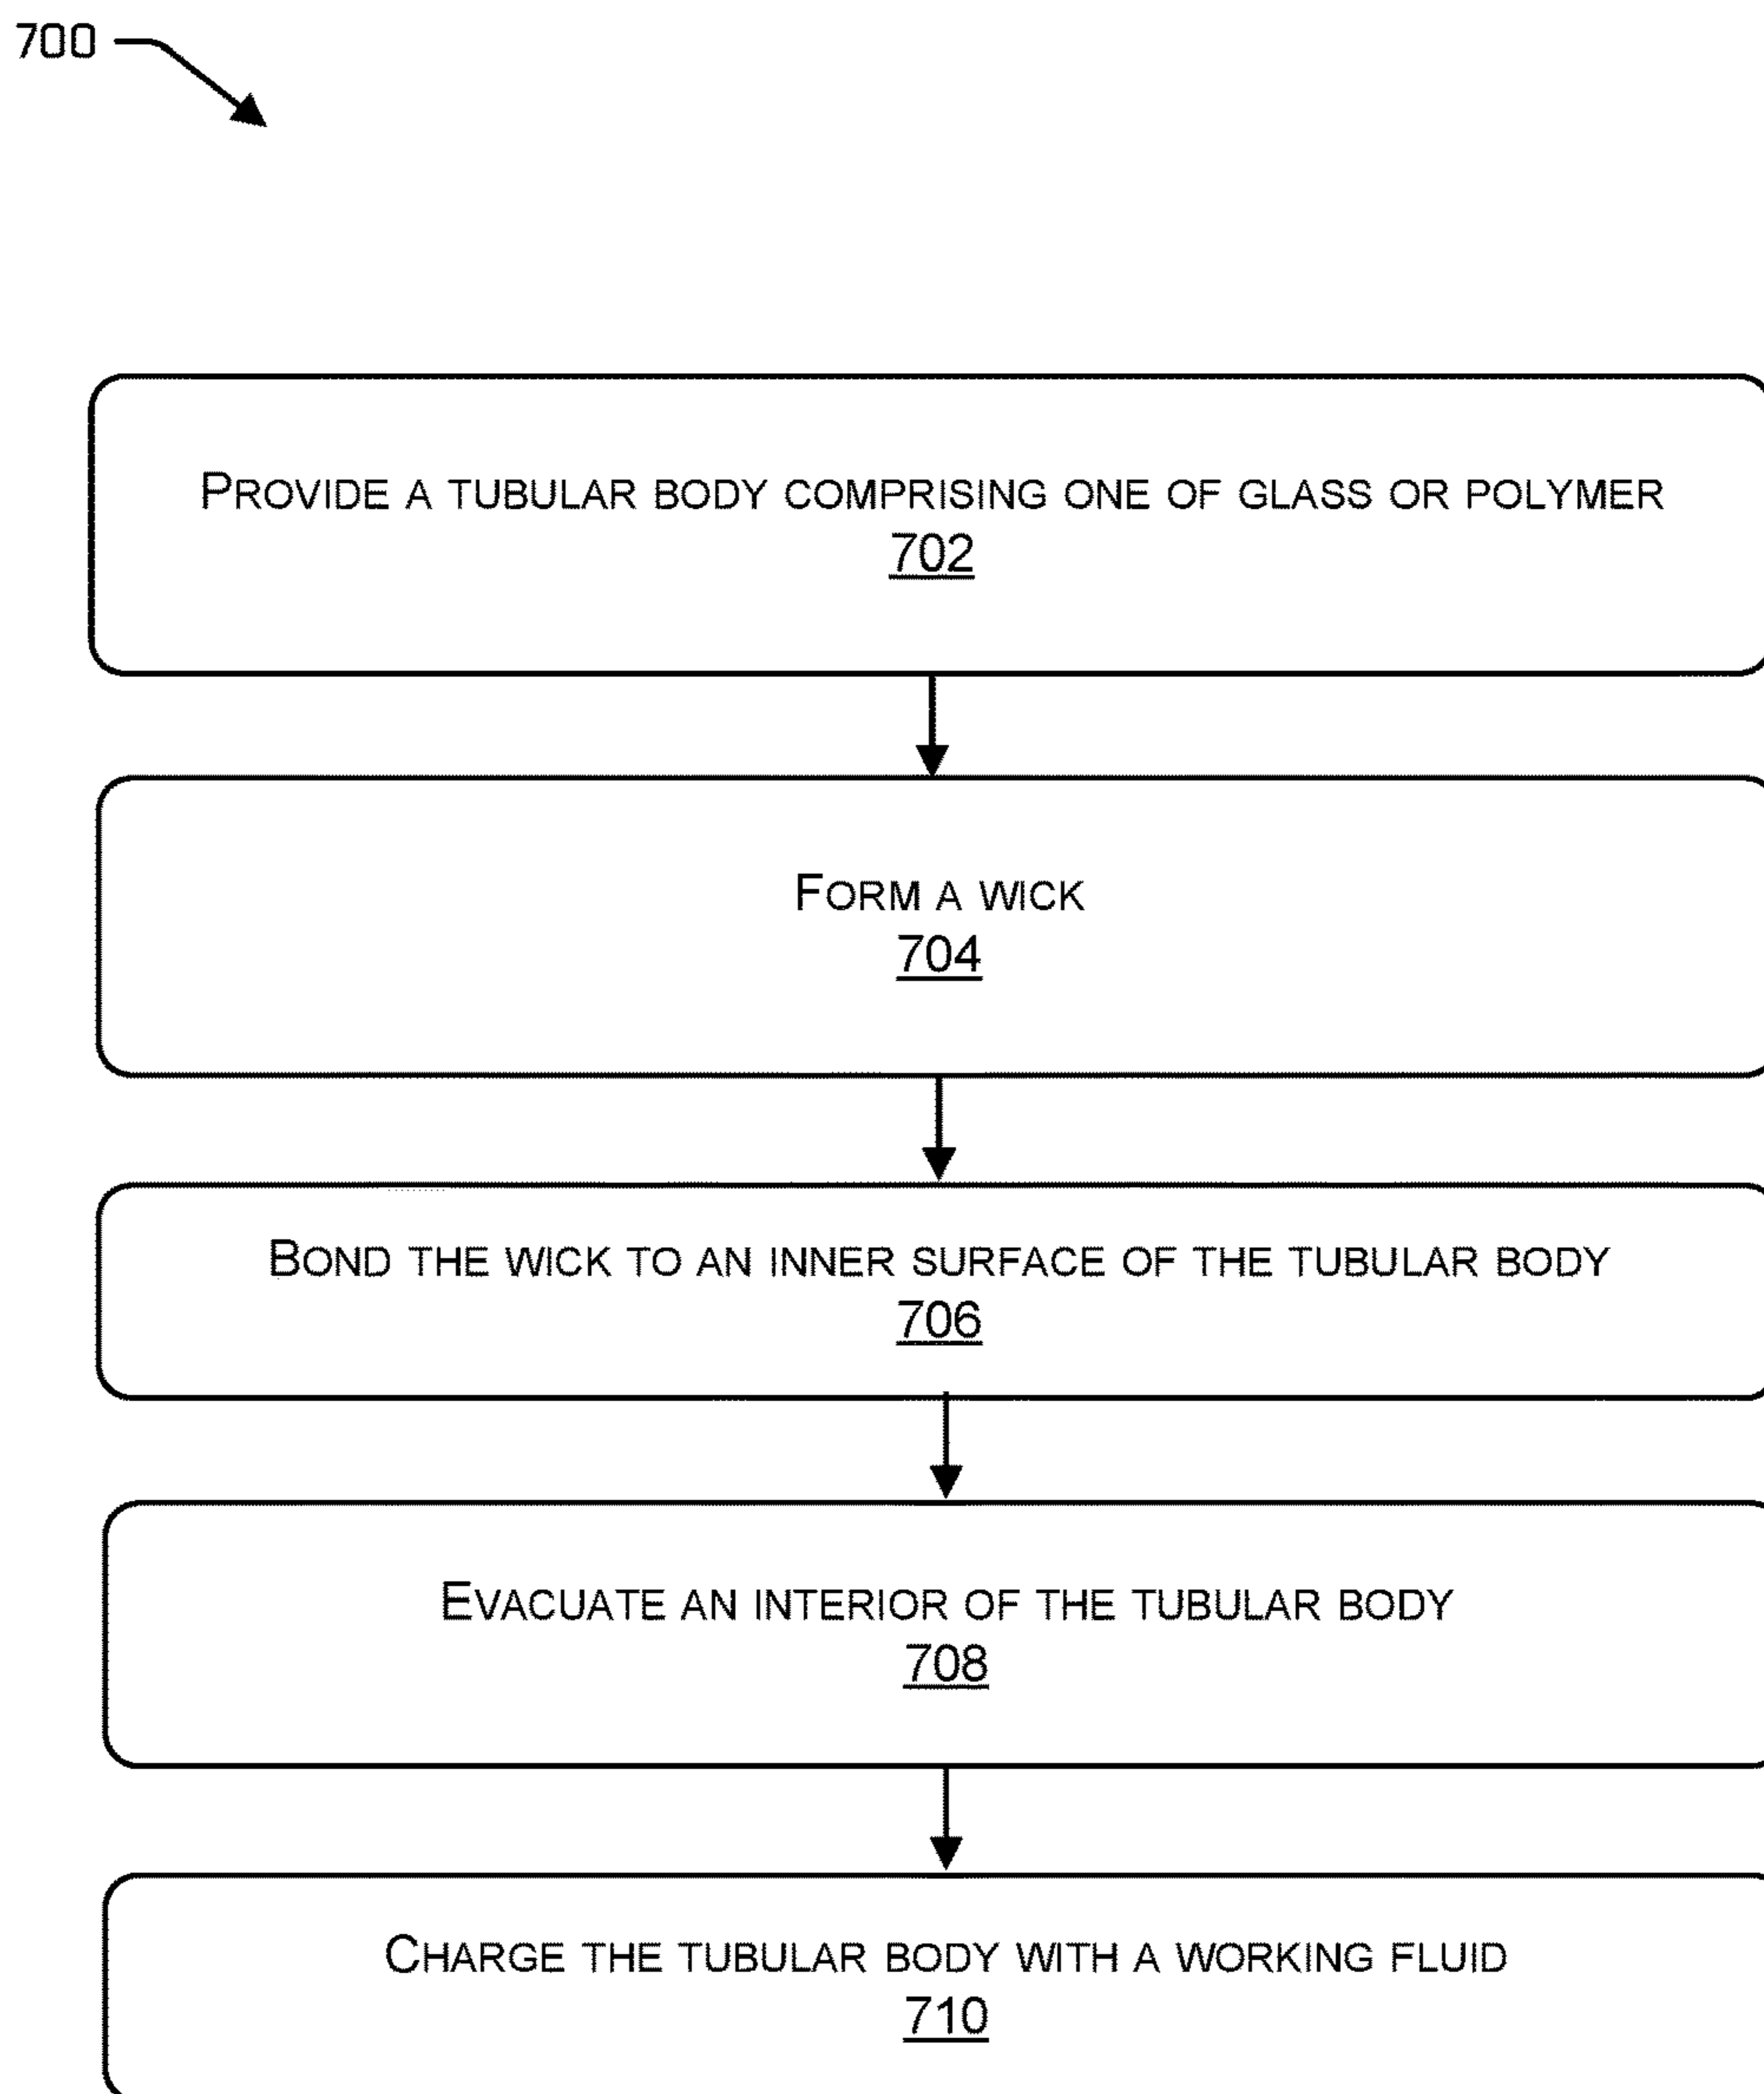 700
PROVIDE A TUBULAR BODY COMPRISING ONE OF GLASS OR POLYMER
702
FORM A WICK
704
BOND THE WICK TO AN INNER SURFACE OF THE TUBULAR BODY
706
EVACUATE AN INTERIOR OF THE TUBULAR BODY
708
CHARGE THE TUBULAR BODY WITH A WORKING FLUID
710